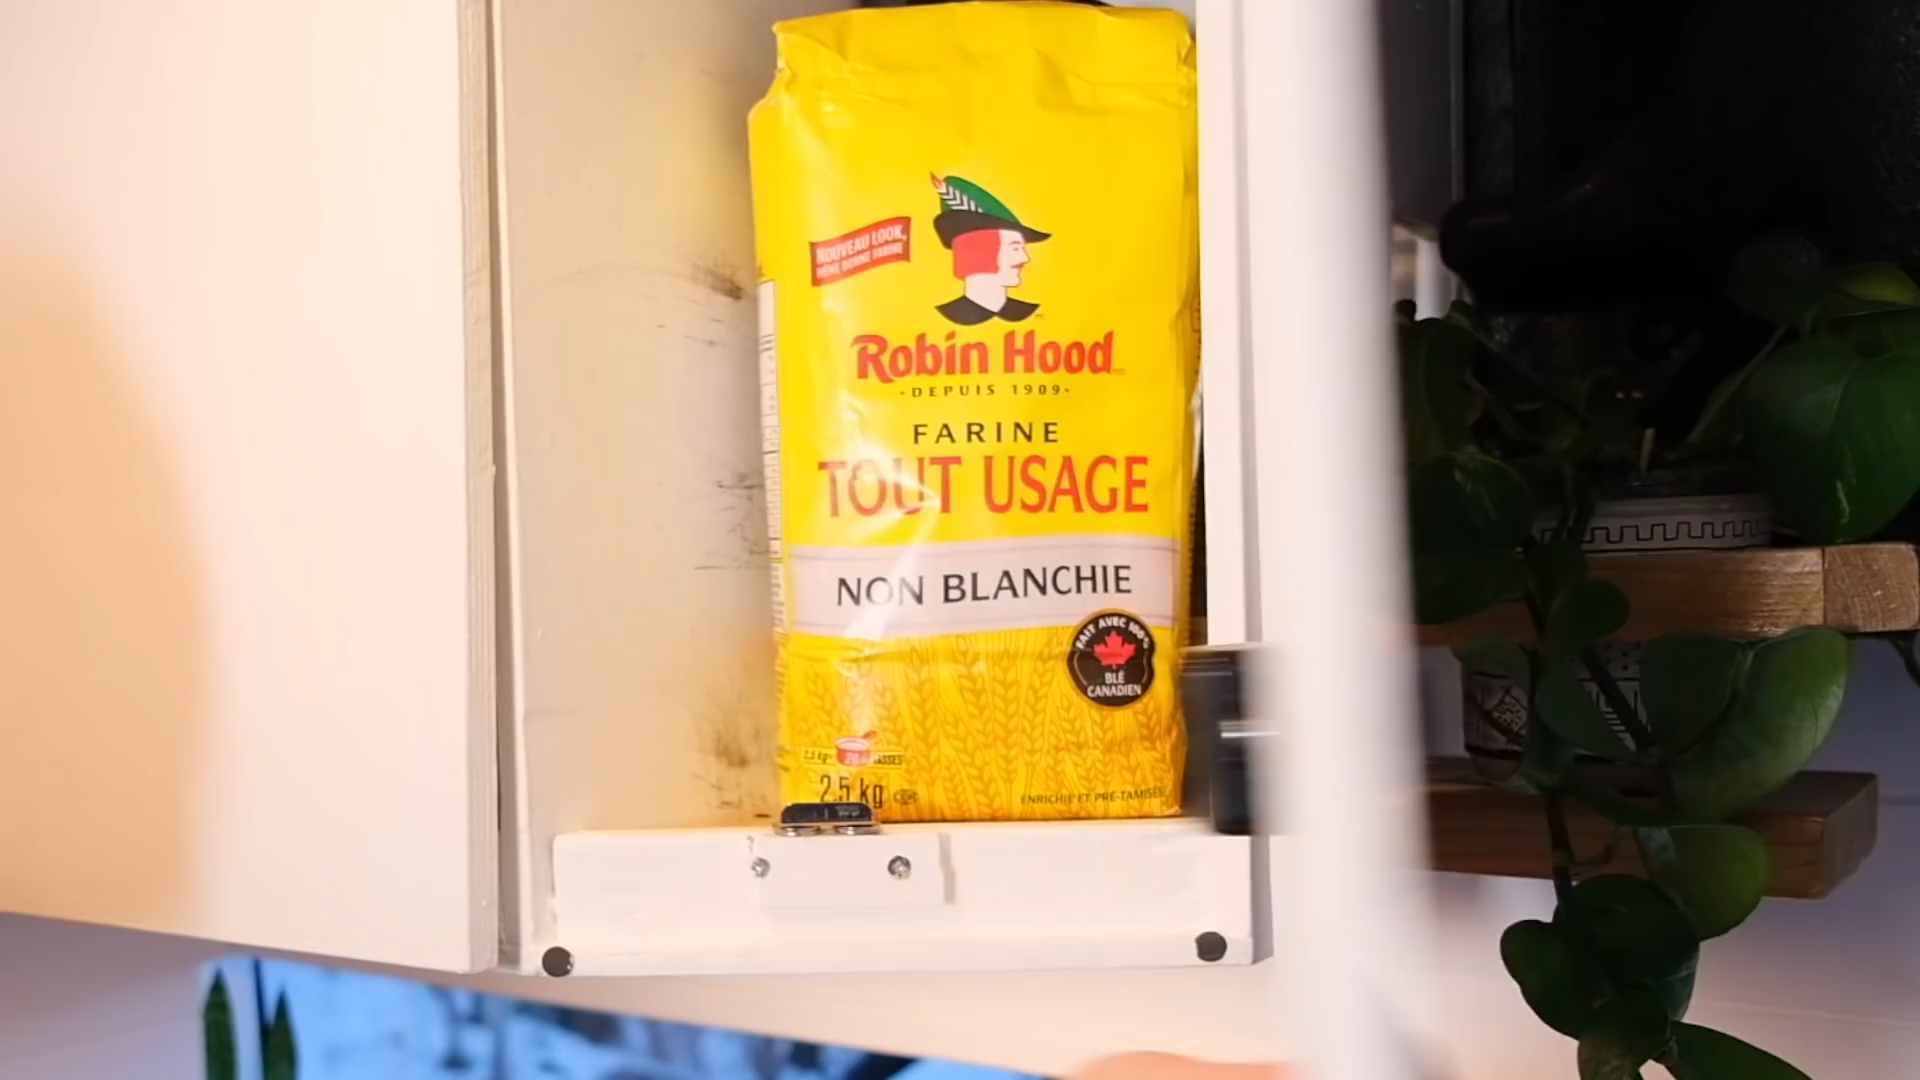 NOUVEAU LOOK,
MÊME BONNE FARINE
Robin Hood
-DEPUIS 1909-
FARINE
TOUT USAGE
NON BLANCHIE
FAIT AVEC 100%
BLÉ
CANADIEN
2.5 kg
ENRICHIE ET PRÉ-TAMISÉE